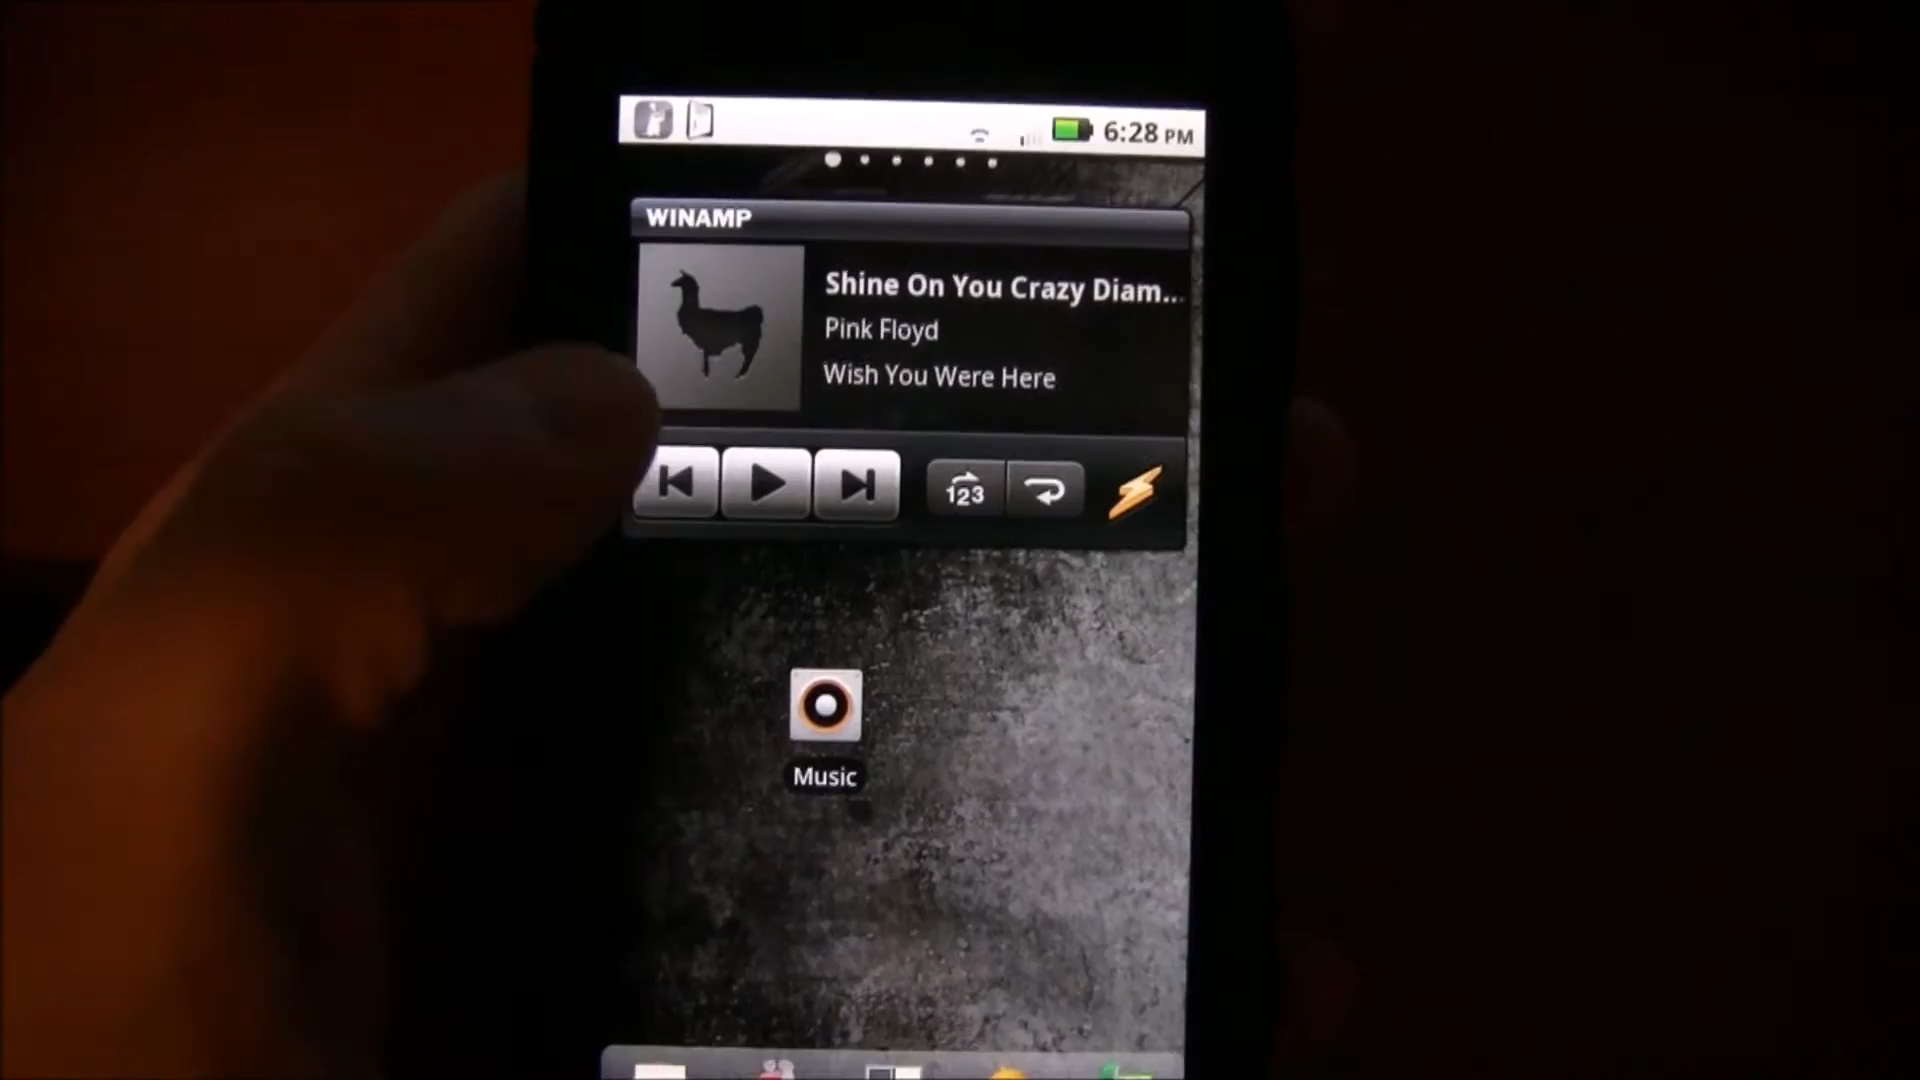 6:28 PM
WINAMP
Shine On You Crazy Diam...
Pink Floyd
Wish You Were Here
123
Music